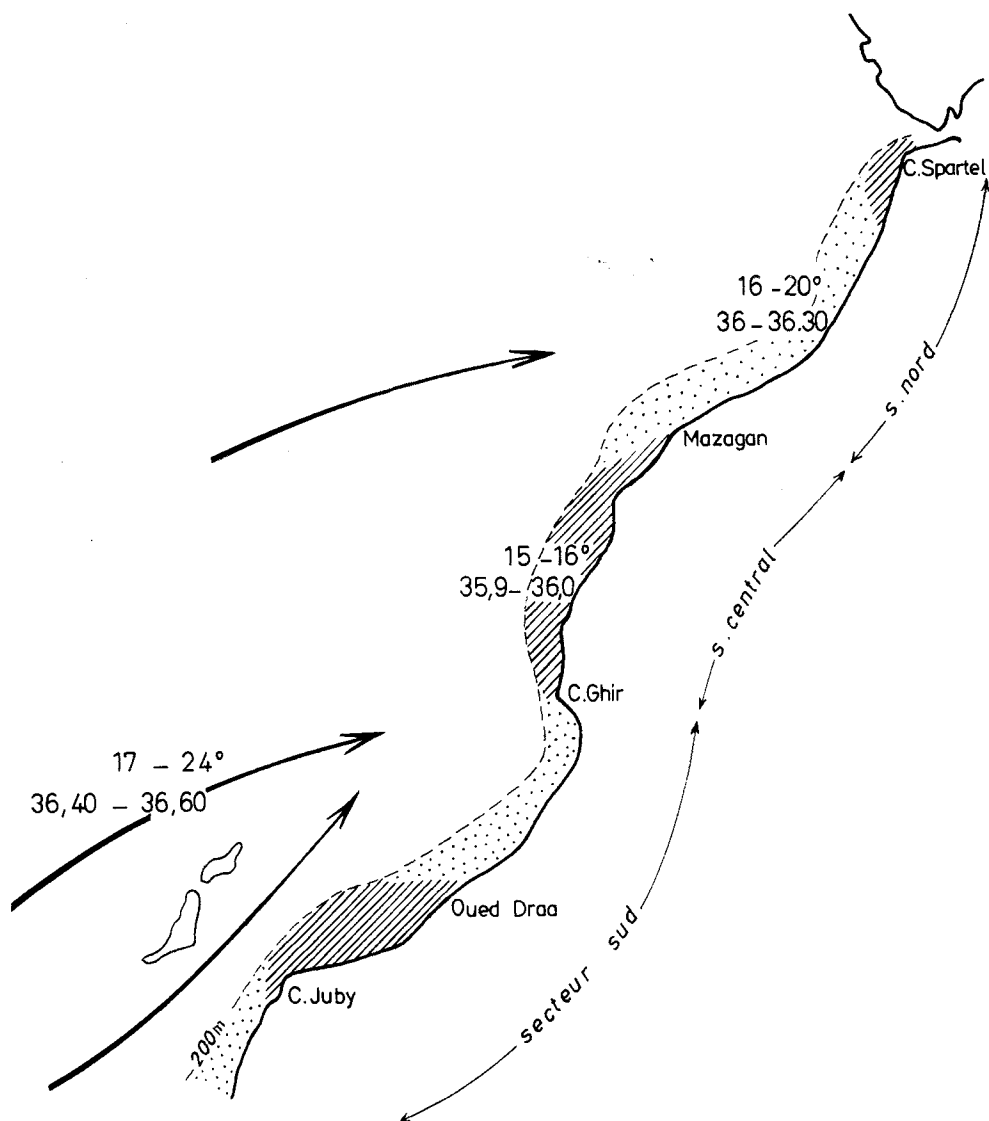 C.Spartel
16 – 20°
36 – 36.30
s. nord
Mazagan
15 – 16°
35,9 – 36,0
s. central
C.Ghir
17 – 24°
36,40 – 36,60
Oued Draa
secteur sud
C.Juby
200m